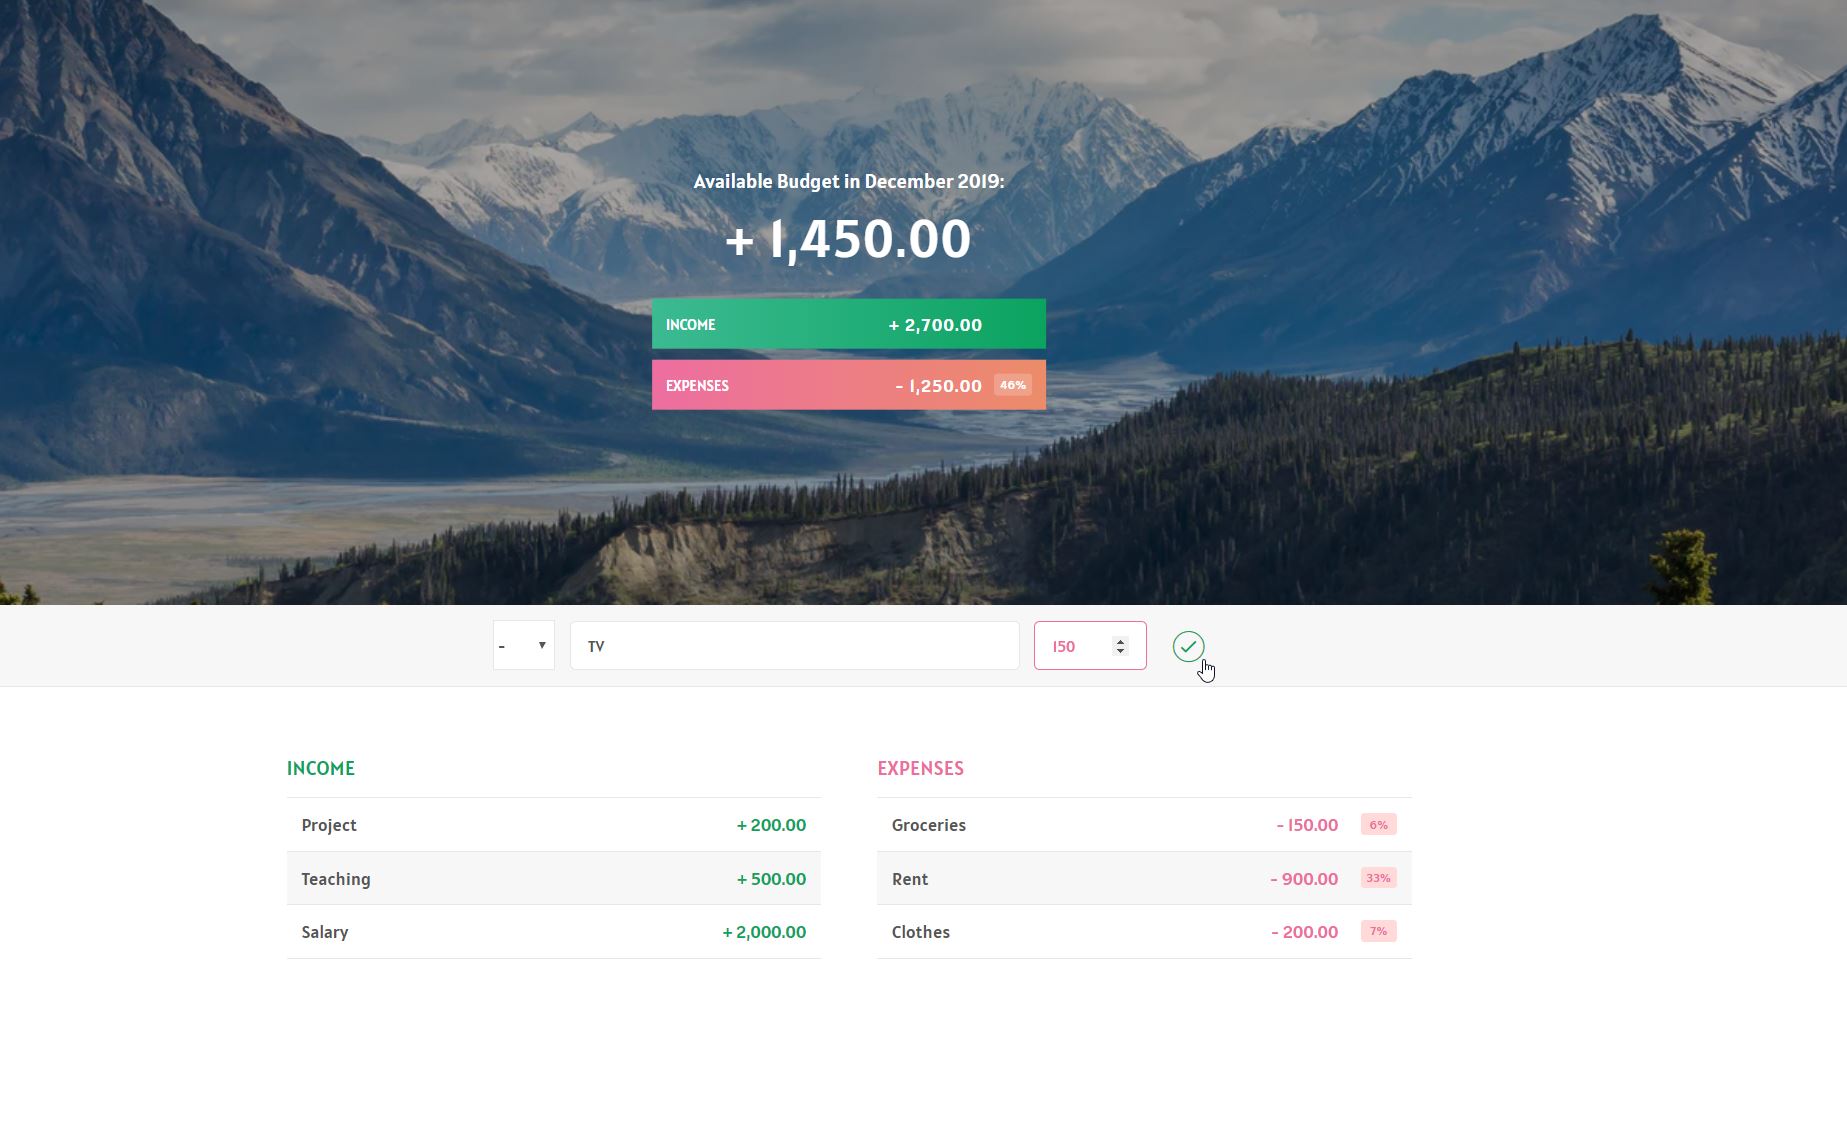 Available Budget in December 2019:
+ 1,450.00
INCOME + 2,700.00
EXPENSES - 1,250.00 46%
- ▼ TV 150
INCOME
Project + 200.00
Teaching + 500.00
Salary + 2,000.00
EXPENSES
Groceries - 150.00 6%
Rent - 900.00 33%
Clothes - 200.00 7%